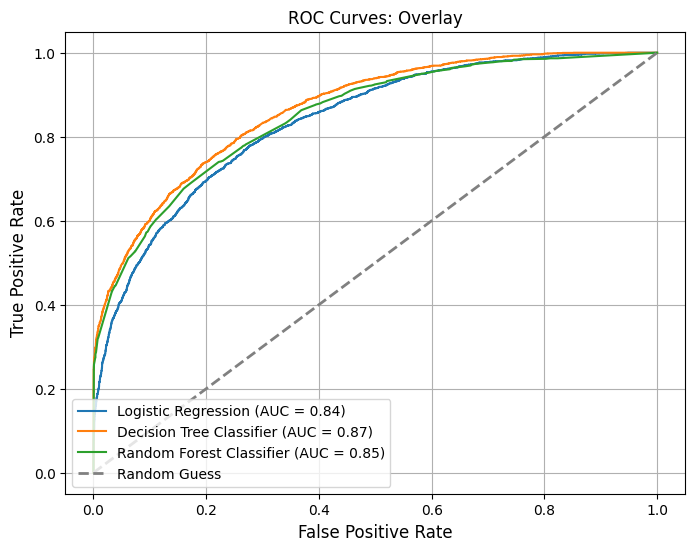 ROC Curves: Overlay
True Positive Rate
1.0
0.8
0.6
0.4
0.2
0.0
Logistic Regression (AUC = 0.84)
Decision Tree Classifier (AUC = 0.87)
Random Forest Classifier (AUC = 0.85)
Random Guess
0.0 0.2 0.4 0.6 0.8 1.0
False Positive Rate